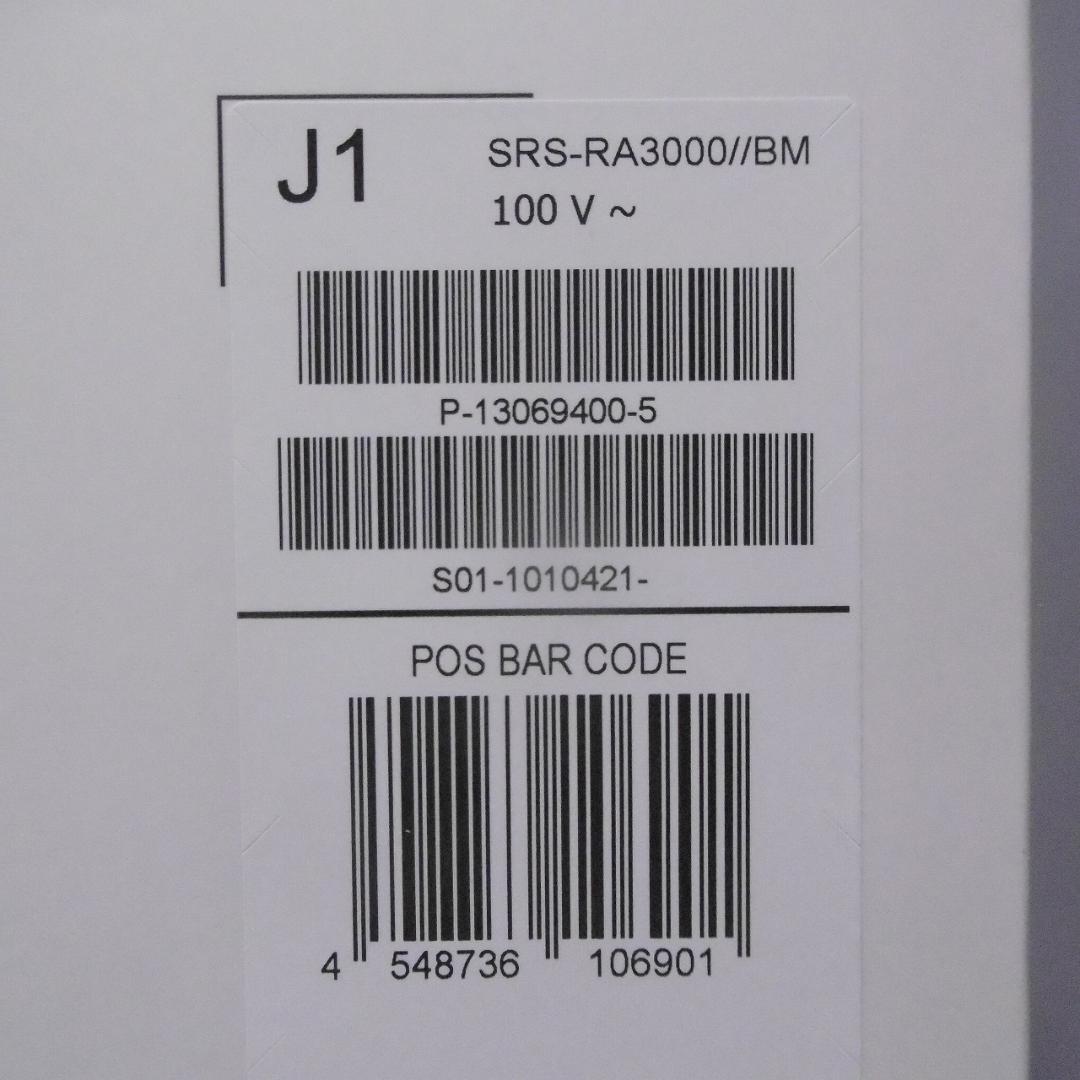 J1
SRS-RA3000//BM
100 V ~
P-13069400-5
S01-1010421-
POS BAR CODE
4 548736 106901